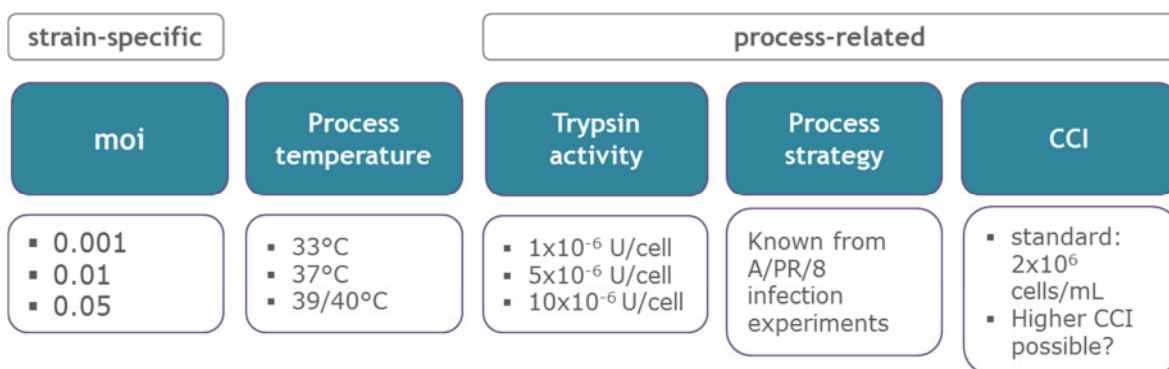 strain-specific
process-related
moi
Process
temperature
Trypsin
activity
Process
strategy
CCI
▪ 0.001
▪ 0.01
▪ 0.05
▪ 33°C
▪ 37°C
▪ 39/40°C
▪ 1x10⁻⁶ U/cell
▪ 5x10⁻⁶ U/cell
▪ 10x10⁻⁶ U/cell
Known from
A/PR/8
infection
experiments
▪ standard:
2x10⁶
cells/mL
▪ Higher CCI
possible?